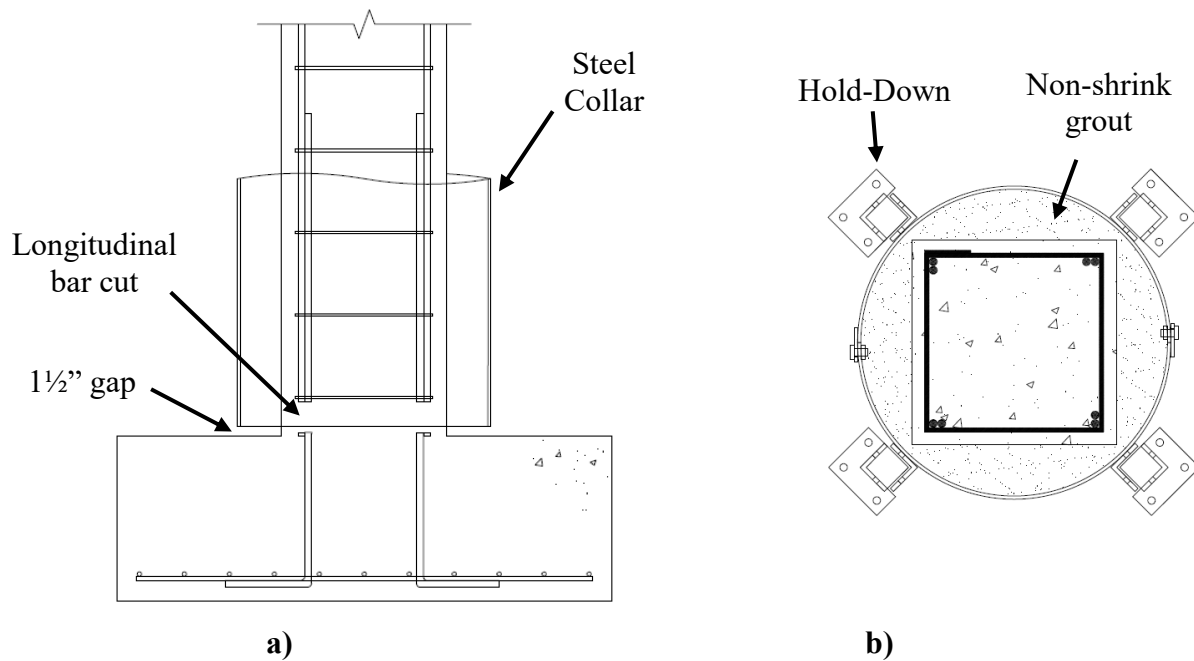 Steel
Collar
Longitudinal
bar cut
1½” gap
a)
Hold-Down
Non-shrink
grout
b)